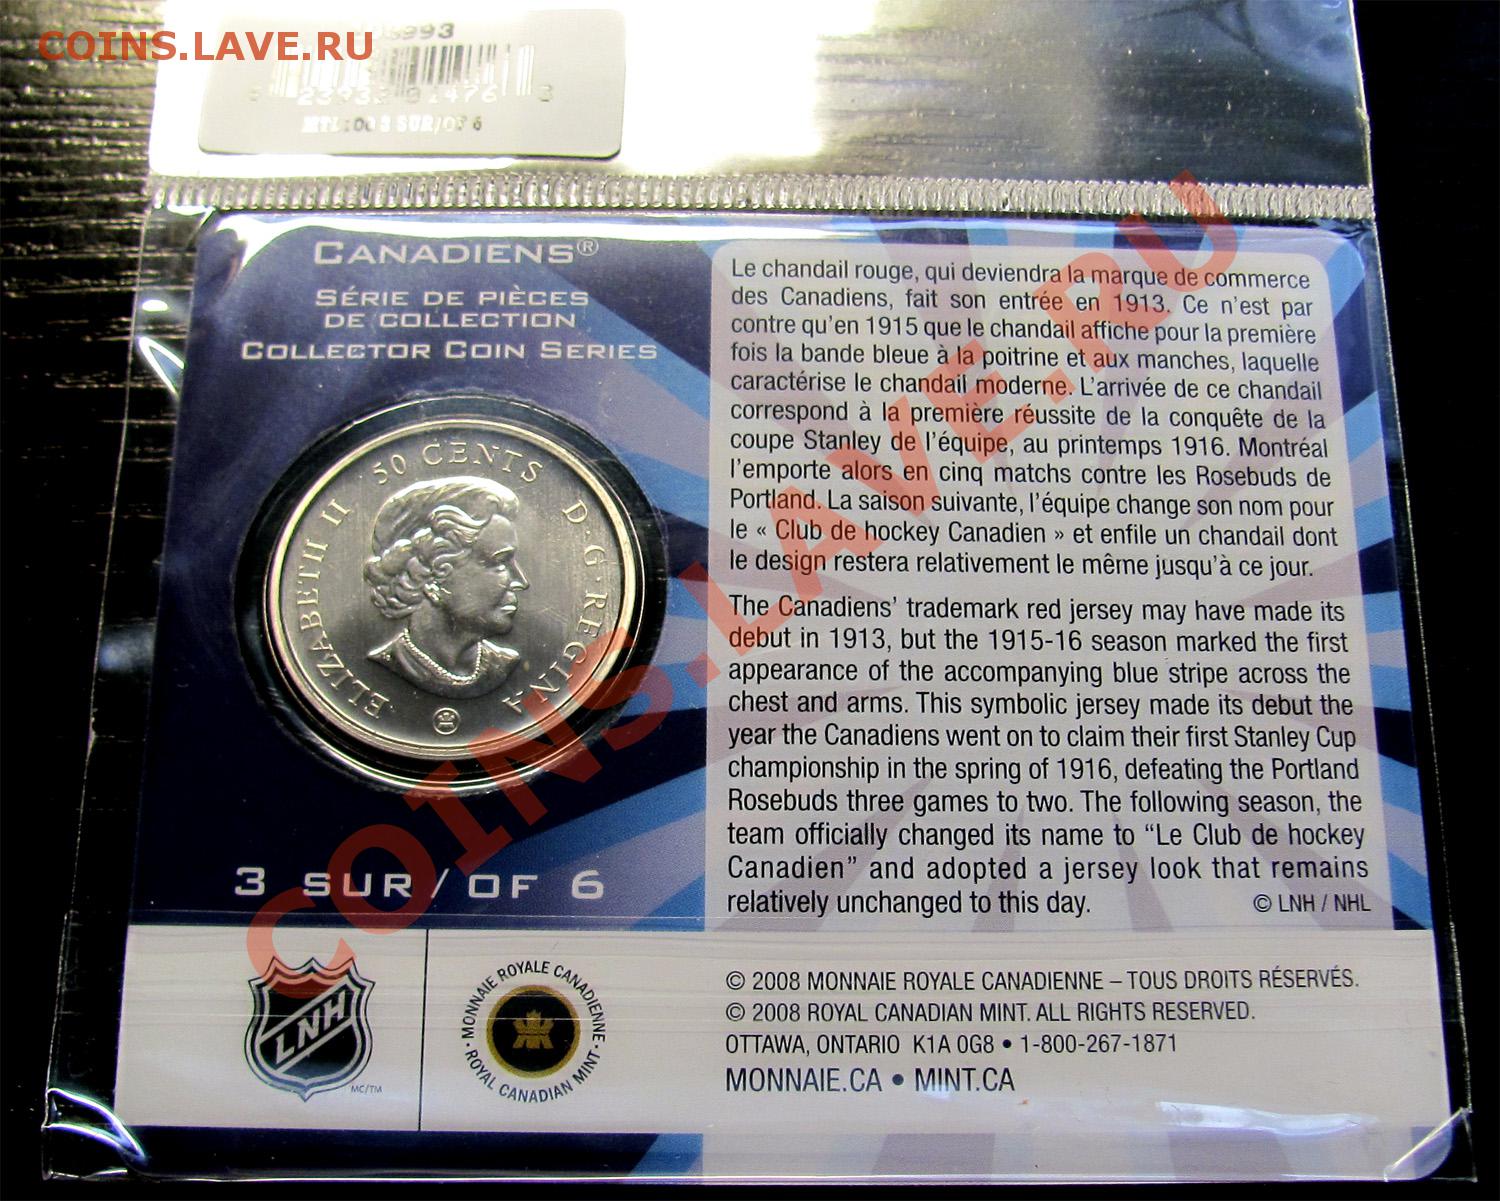 COINS.LAVE.RU
993
3 SUR/OF 6
CANADIENS®
SÉRIE DE PIÈCES
DE COLLECTION
COLLECTOR COIN SERIES
ELIZABETH II 50 CENTS D·G·REGINA
3 SUR / OF 6
Le chandail rouge, qui deviendra la marque de commerce
des Canadiens, fait son entrée en 1913. Ce n'est par
contre qu'en 1915 que le chandail affiche pour la première
fois la bande bleue à la poitrine et aux manches, laquelle
caractérise le chandail moderne. L'arrivée de ce chandail
correspond à la première réussite de la conquête de la
coupe Stanley de l'équipe, au printemps 1916. Montréal
l'emporte alors en cinq matchs contre les Rosebuds de
Portland. La saison suivante, l'équipe change son nom pour
le « Club de hockey Canadien » et enfile un chandail dont
le design restera relativement le même jusqu'à ce jour.
The Canadiens' trademark red jersey may have made its
debut in 1913, but the 1915-16 season marked the first
appearance of the accompanying blue stripe across the
chest and arms. This symbolic jersey made its debut the
year the Canadiens went on to claim their first Stanley Cup
championship in the spring of 1916, defeating the Portland
Rosebuds three games to two. The following season, the
team officially changed its name to “Le Club de hockey
Canadien” and adopted a jersey look that remains
relatively unchanged to this day.
© LNH / NHL
COINS.LAVE.RU
LNH
MC/TM
• MONNAIE ROYALE CANADIENNE •
ROYAL CANADIAN MINT
© 2008 MONNAIE ROYALE CANADIENNE – TOUS DROITS RÉSERVÉS.
© 2008 ROYAL CANADIAN MINT. ALL RIGHTS RESERVED.
OTTAWA, ONTARIO K1A 0G8 • 1-800-267-1871
MONNAIE.CA • MINT.CA